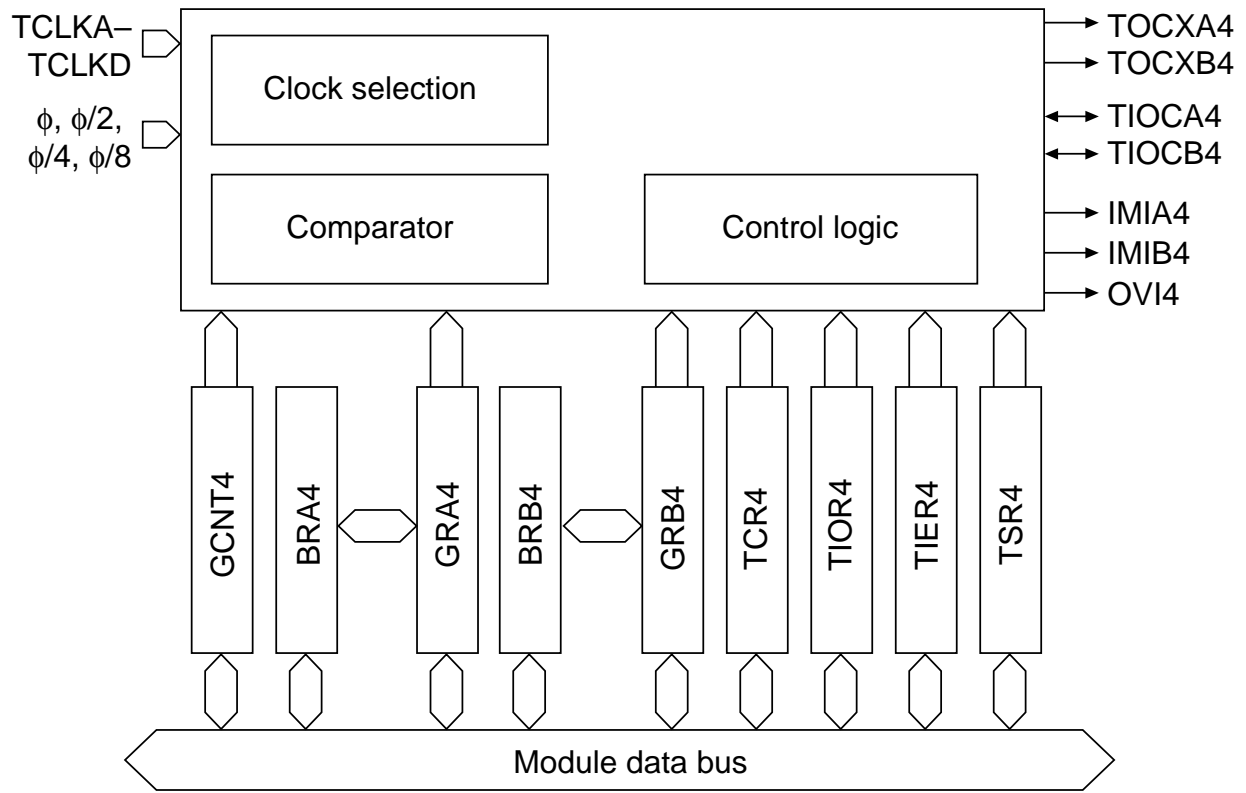 TCLKA–
TCLKD
ϕ, ϕ/2,
ϕ/4, ϕ/8
Clock selection
Comparator
Control logic
TOCXA4
TOCXB4
TIOCA4
TIOCB4
IMIA4
IMIB4
OVI4
GCNT4
BRA4
GRA4
BRB4
GRB4
TCR4
TIOR4
TIER4
TSR4
Module data bus